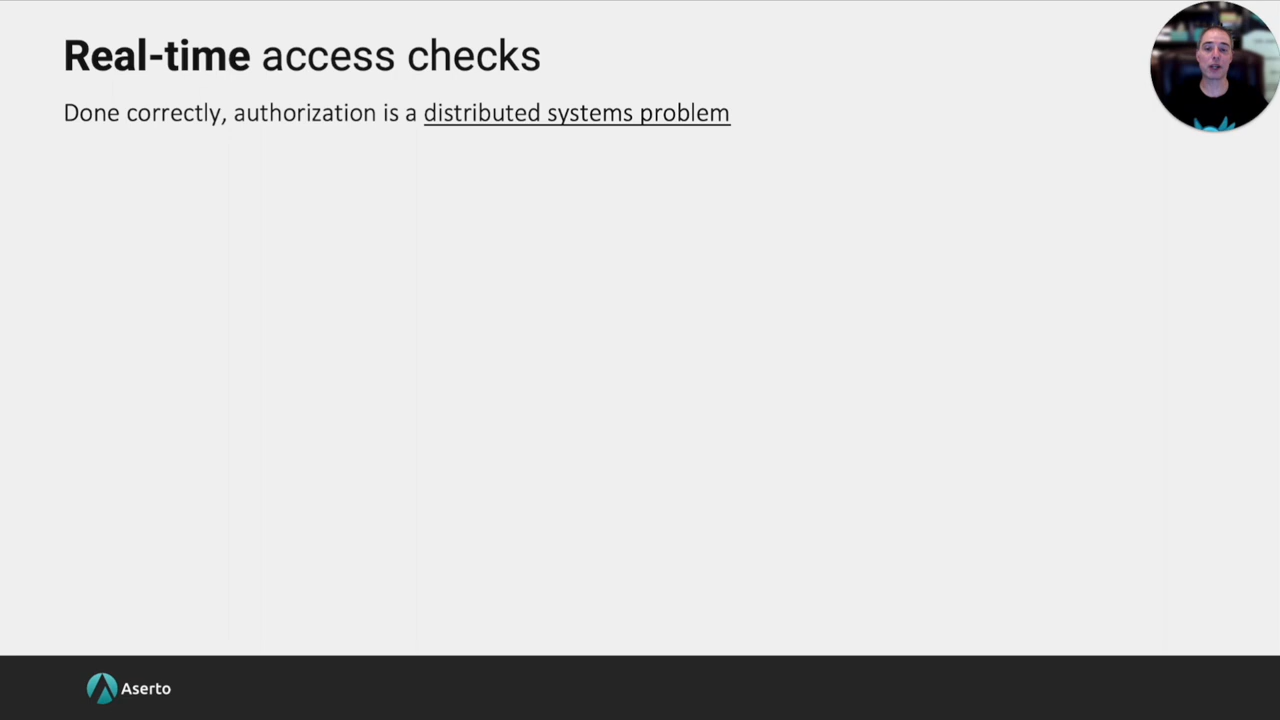 Real-time access checks
Done correctly, authorization is a distributed systems problem
Aserto